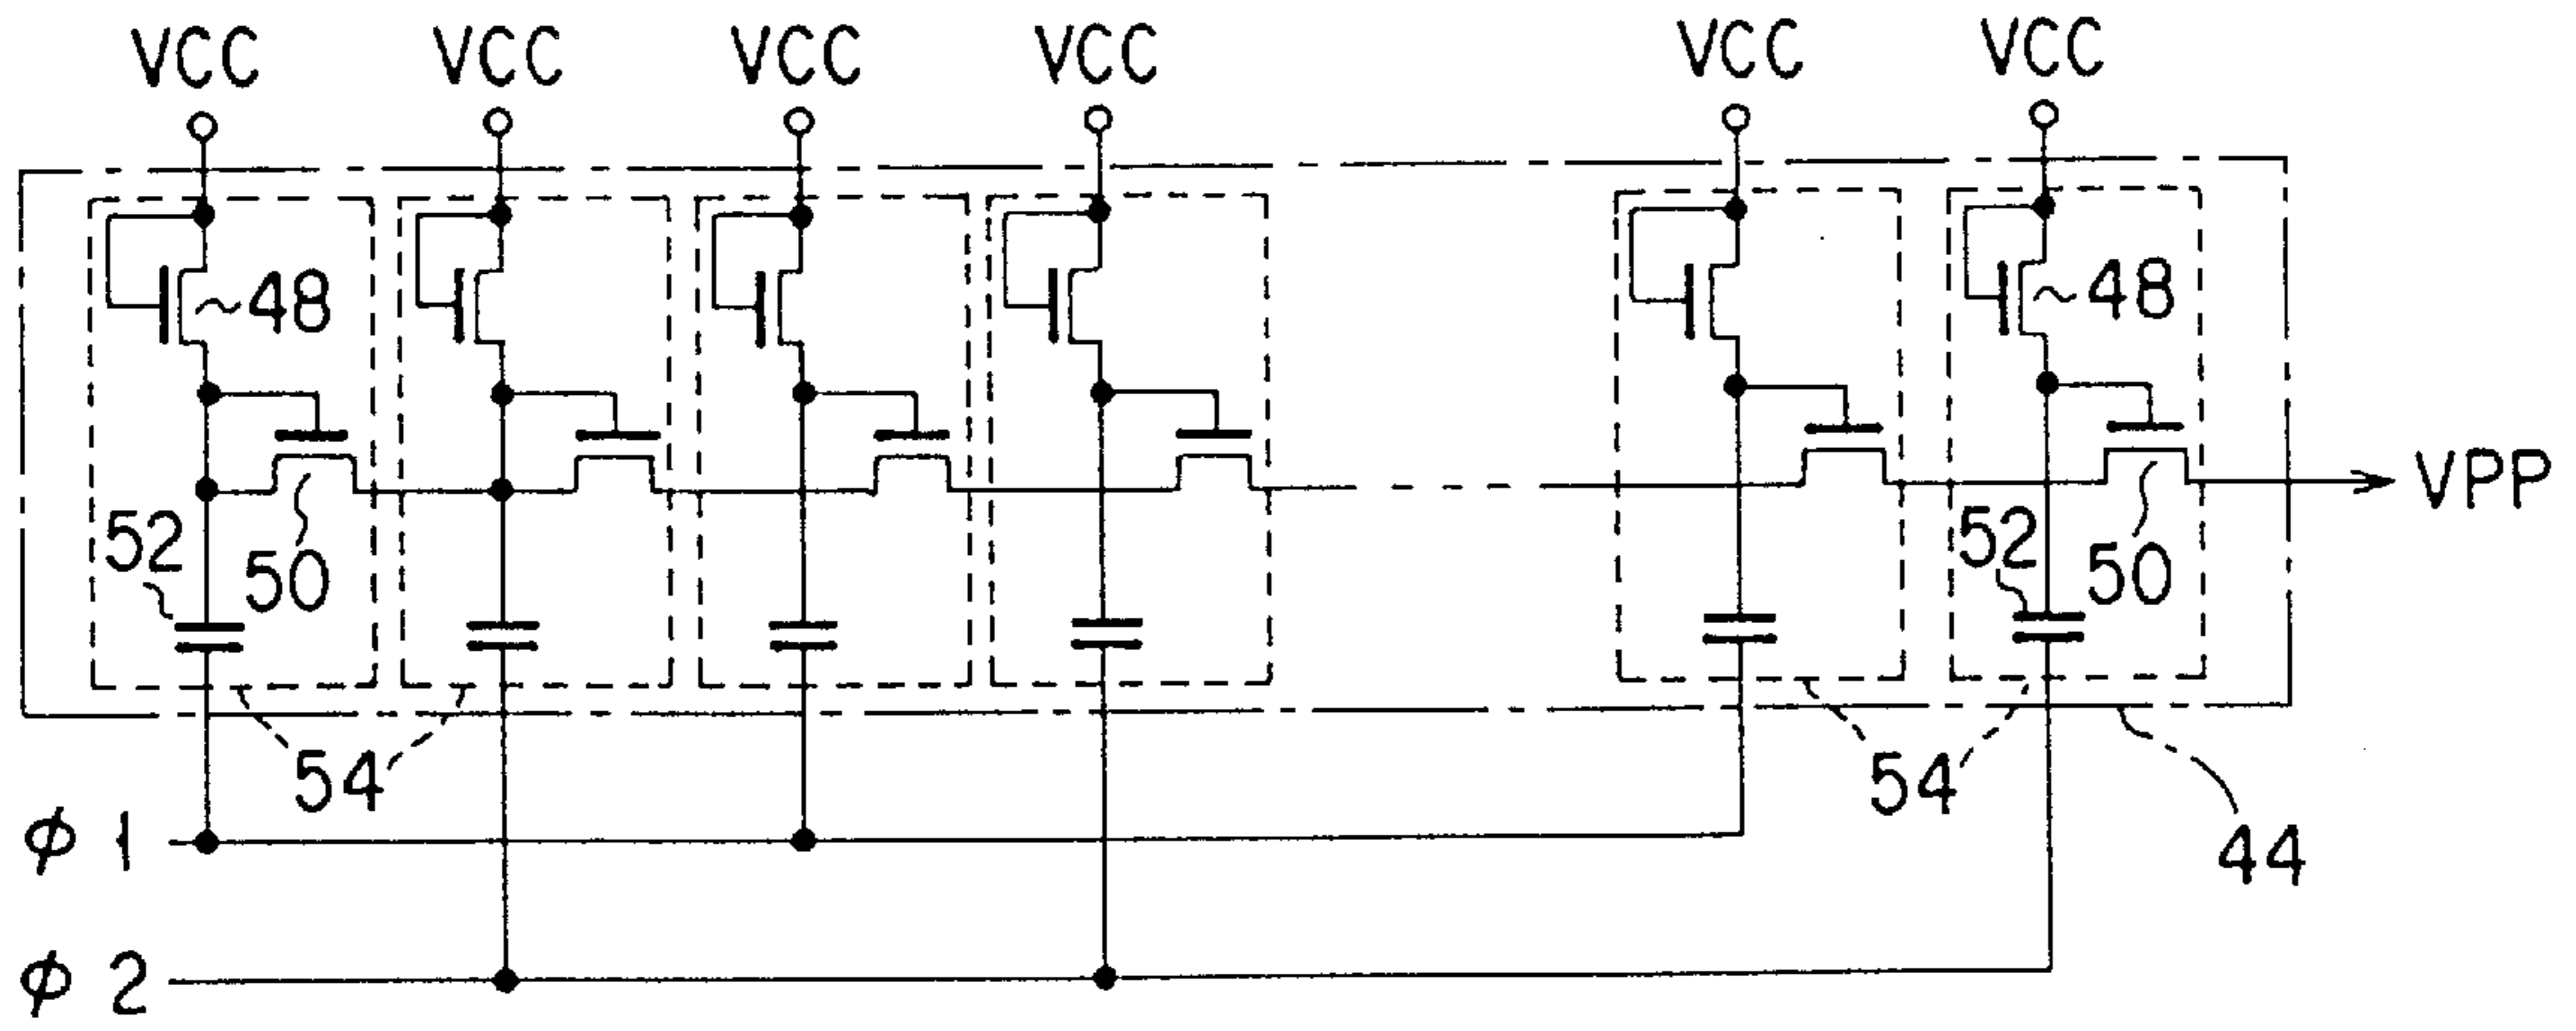 VCC VCC VCC VCC VCC VCC
48 48
VPP
52 50 52 50
54 54
φ 1
44
φ 2